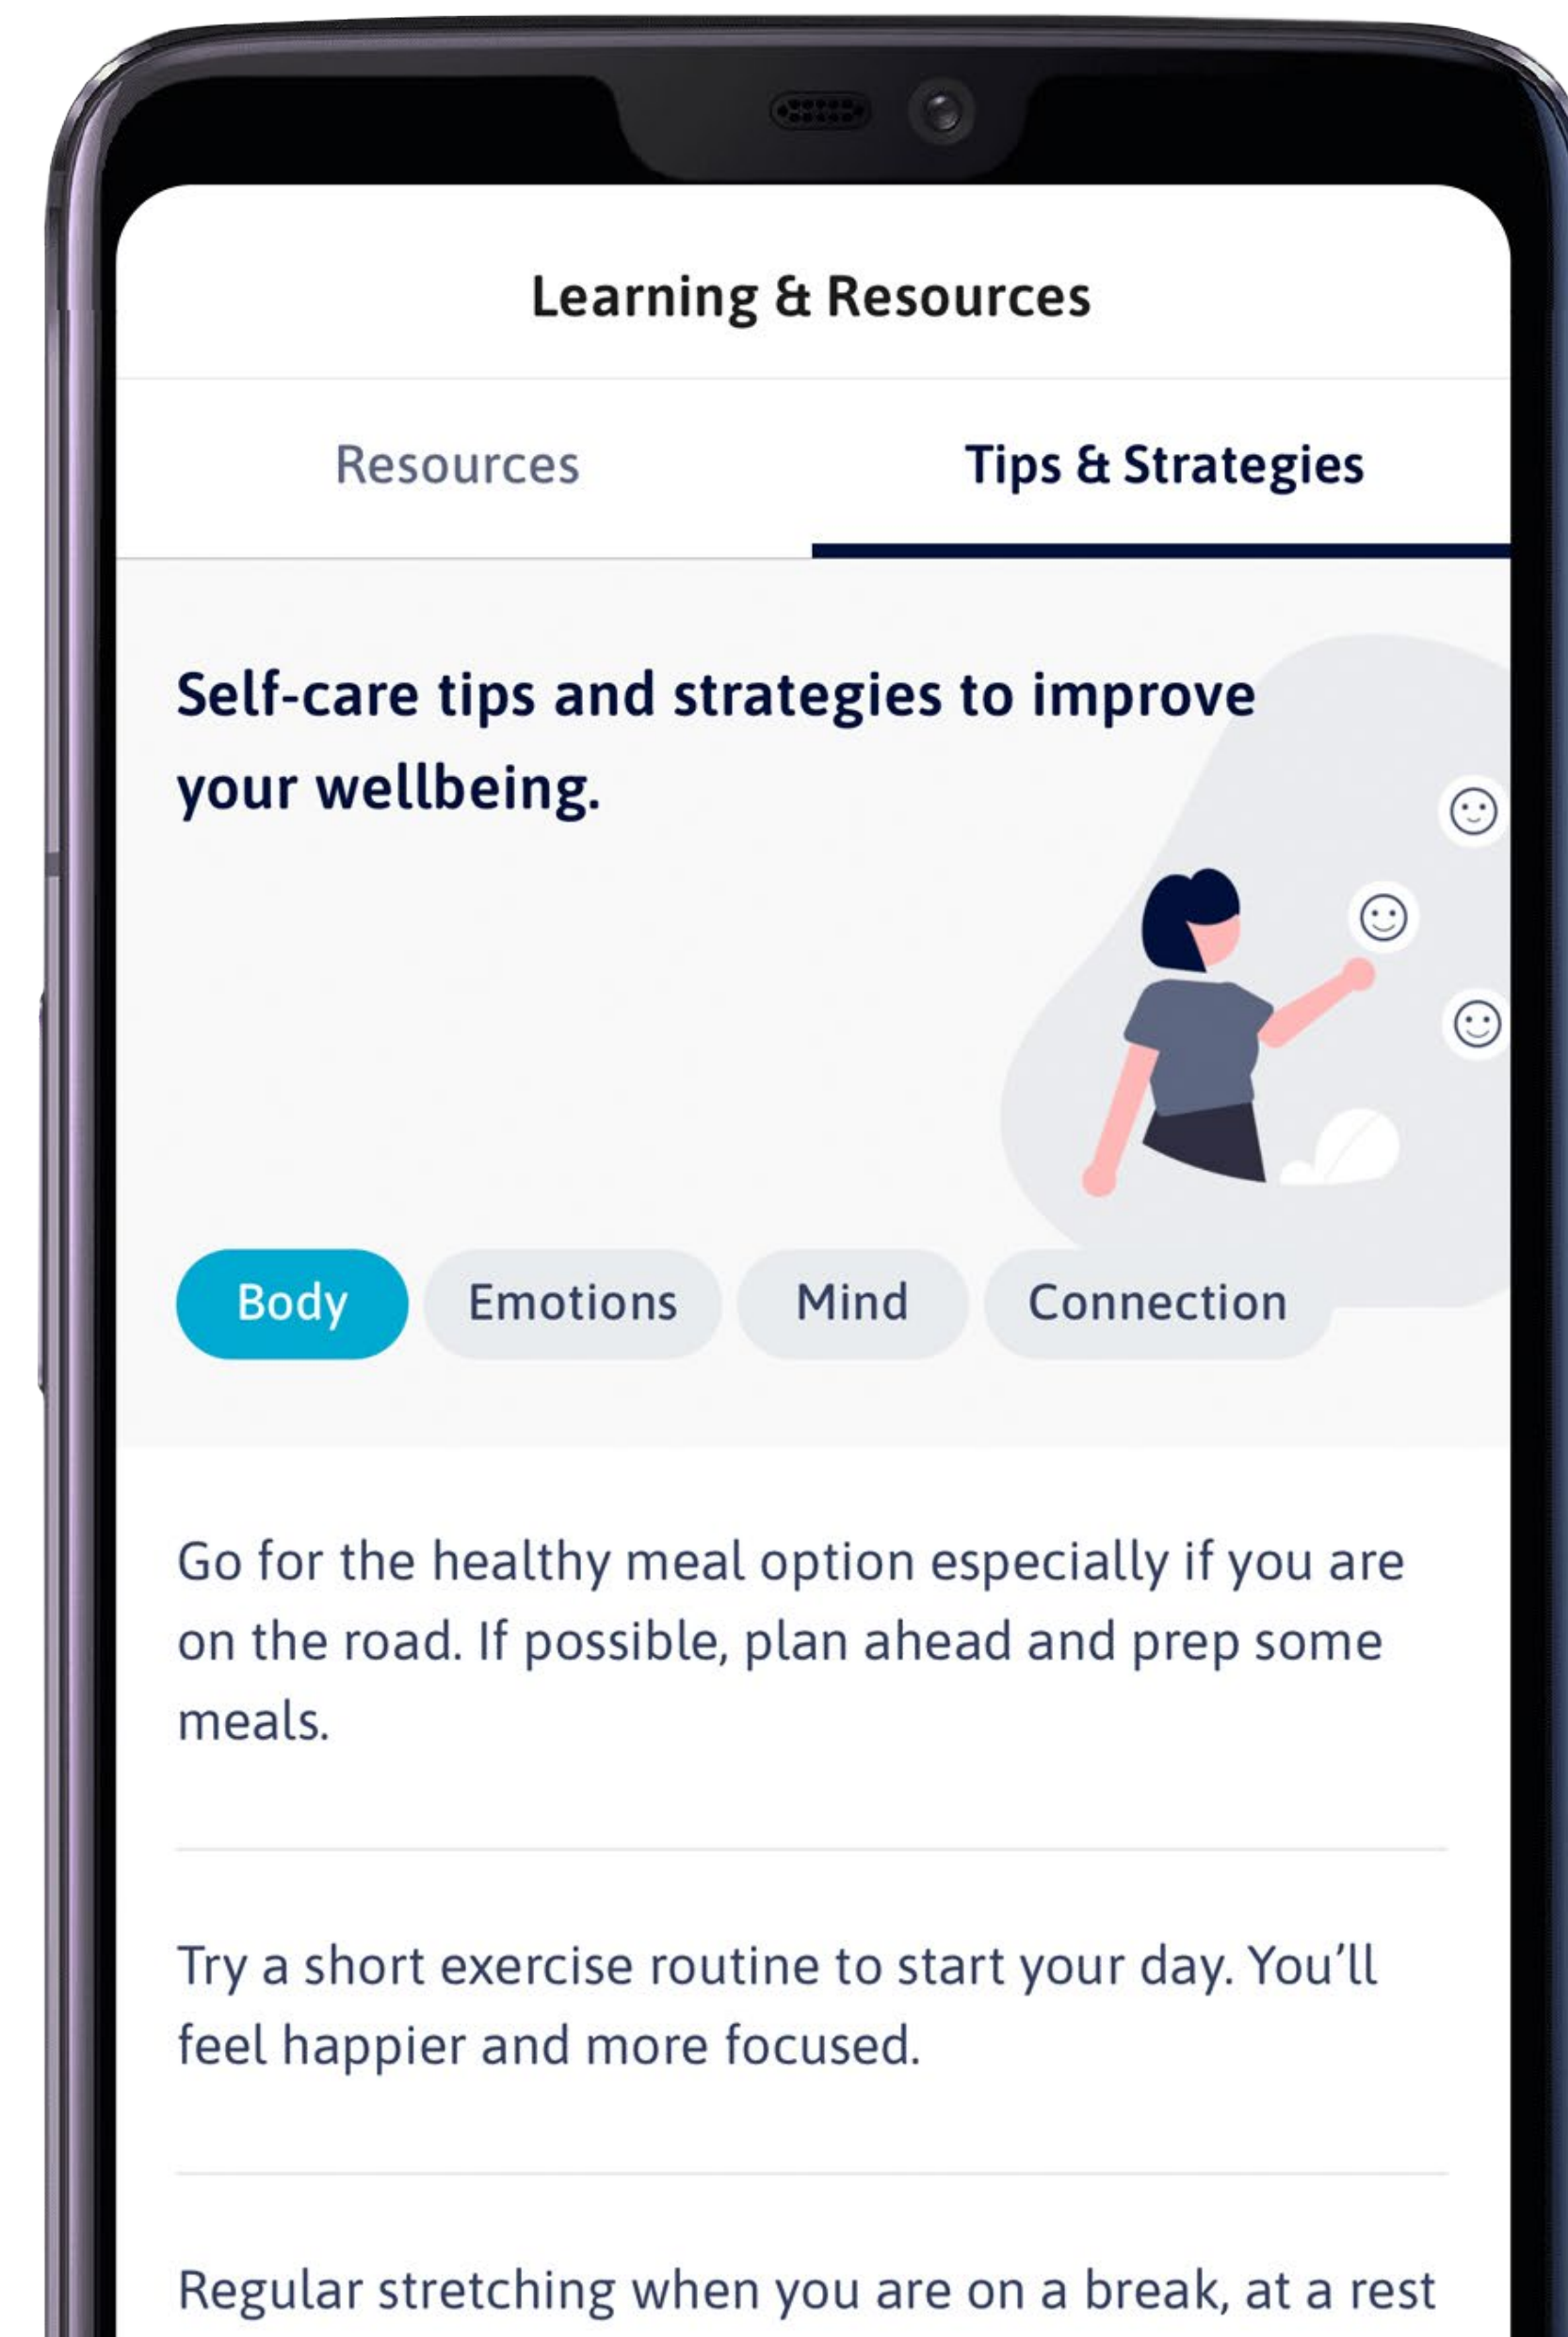 Learning & Resources
Resources
Tips & Strategies
Self-care tips and strategies to improve
your wellbeing.
Body
Emotions
Mind
Connection
Go for the healthy meal option especially if you are
on the road. If possible, plan ahead and prep some
meals.
Try a short exercise routine to start your day. You’ll
feel happier and more focused.
Regular stretching when you are on a break, at a rest